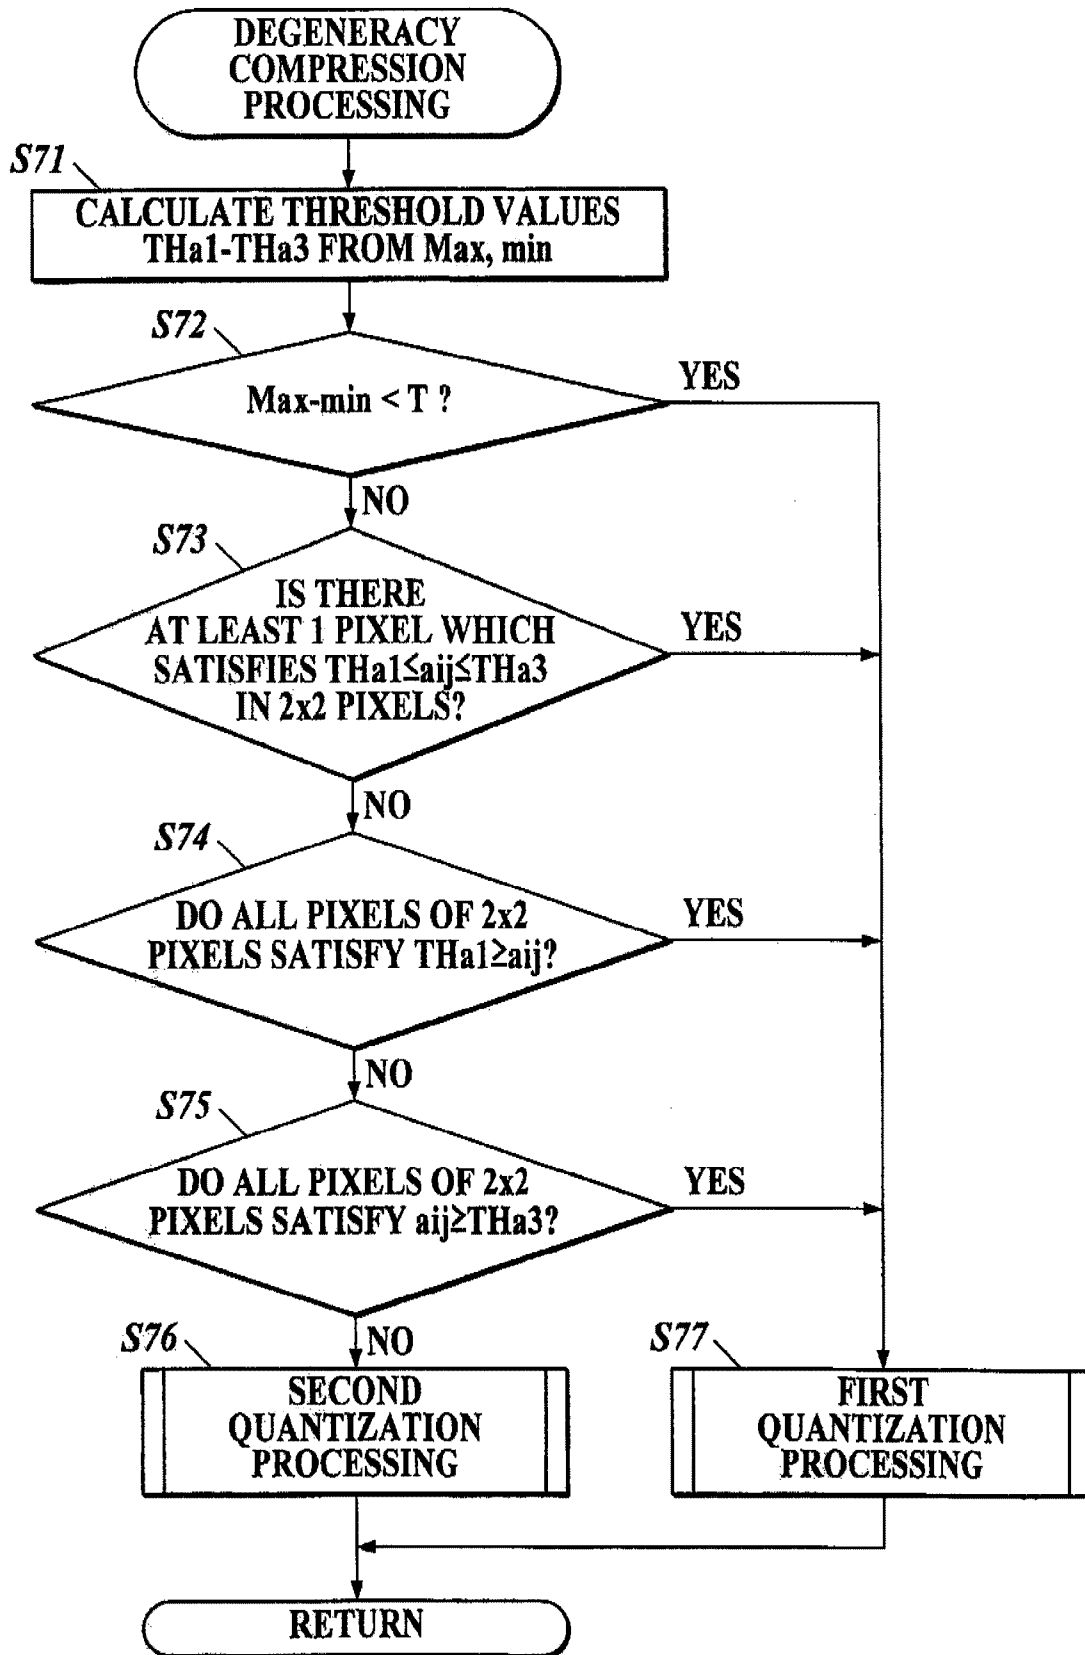 DEGENERACY
COMPRESSION
PROCESSING
S71
CALCULATE THRESHOLD VALUES
THa1-THa3 FROM Max, min
S72
Max-min < T ?
YES
NO
S73
IS THERE
AT LEAST 1 PIXEL WHICH
SATISFIES THa1≤aij≤THa3
IN 2x2 PIXELS?
YES
NO
S74
DO ALL PIXELS OF 2x2
PIXELS SATISFY THa1≥aij?
YES
NO
S75
DO ALL PIXELS OF 2x2
PIXELS SATISFY aij≥THa3?
YES
NO
S76
SECOND
QUANTIZATION
PROCESSING
S77
FIRST
QUANTIZATION
PROCESSING
RETURN